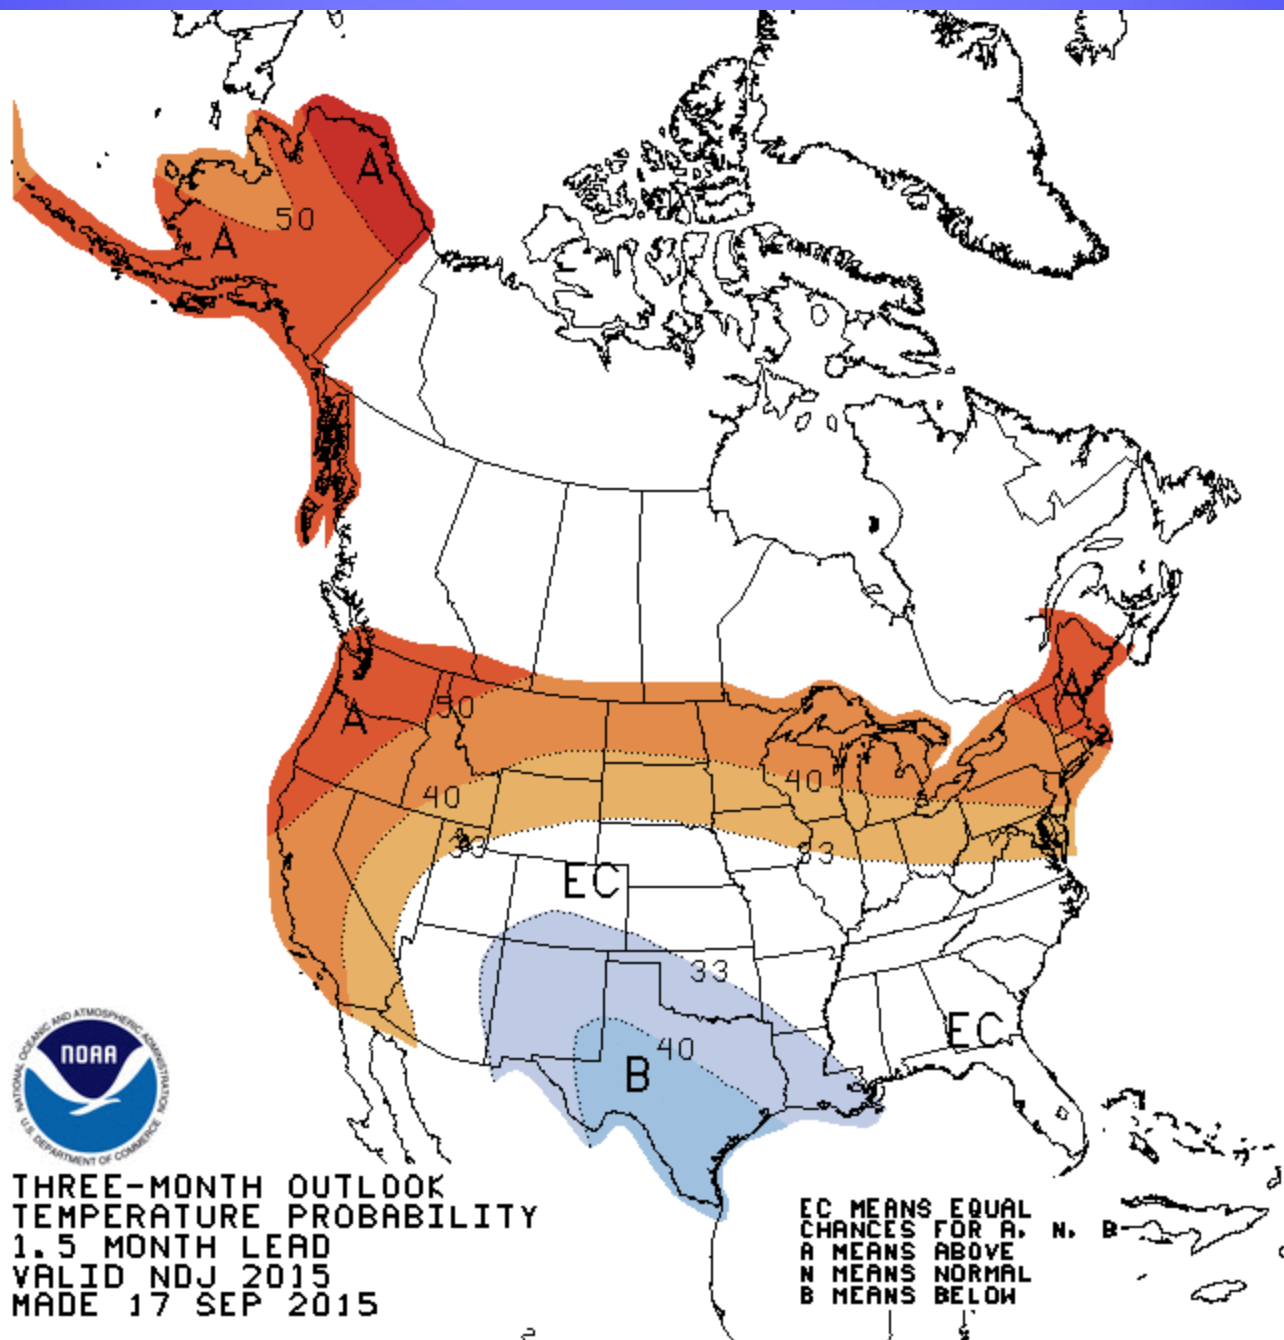 A
50
A
A
50
A
40
40
33
33
EC
33
EC
40
B
NATIONAL OCEANIC AND ATMOSPHERIC ADMINISTRATION
NOAA
U.S. DEPARTMENT OF COMMERCE
THREE-MONTH OUTLOOK
TEMPERATURE PROBABILITY
1.5 MONTH LEAD
VALID NDJ 2015
MADE 17 SEP 2015
EC MEANS EQUAL
CHANCES FOR A, N, B
A MEANS ABOVE
N MEANS NORMAL
B MEANS BELOW